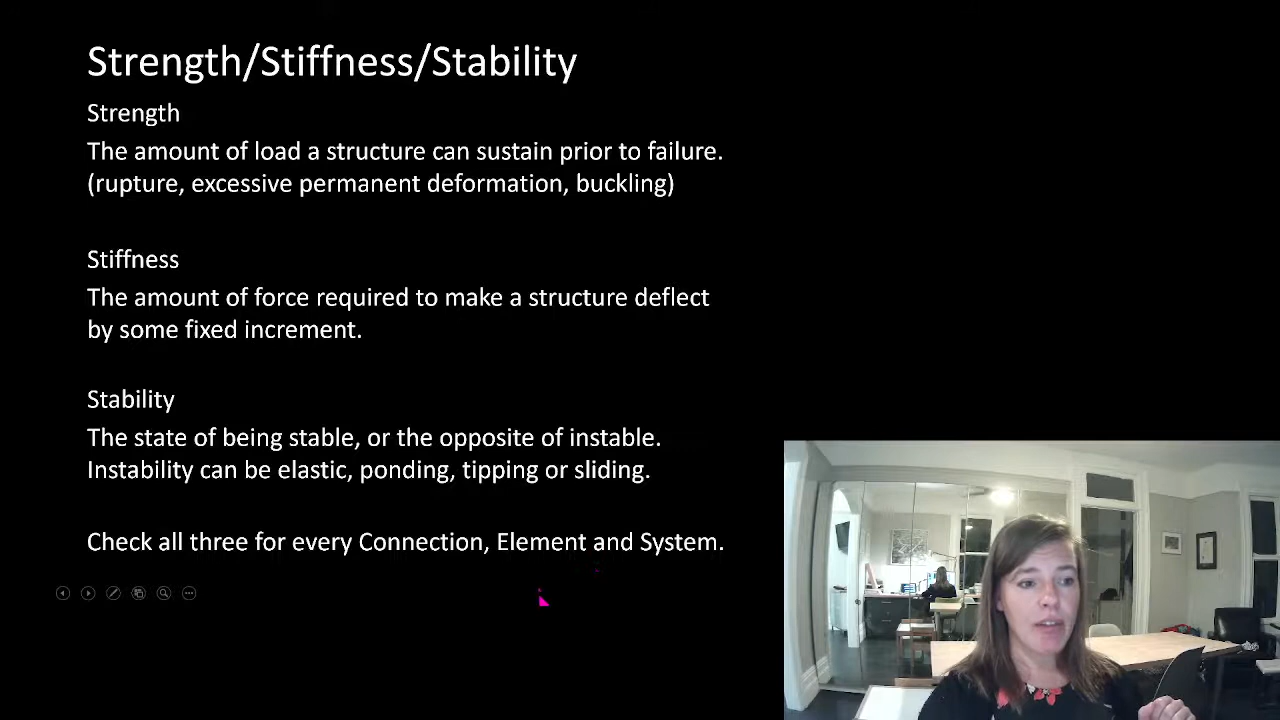 Strength/Stiffness/Stability
Strength
The amount of load a structure can sustain prior to failure.
(rupture, excessive permanent deformation, buckling)
Stiffness
The amount of force required to make a structure deflect
by some fixed increment.
Stability
The state of being stable, or the opposite of instable.
Instability can be elastic, ponding, tipping or sliding.
Check all three for every Connection, Element and System.